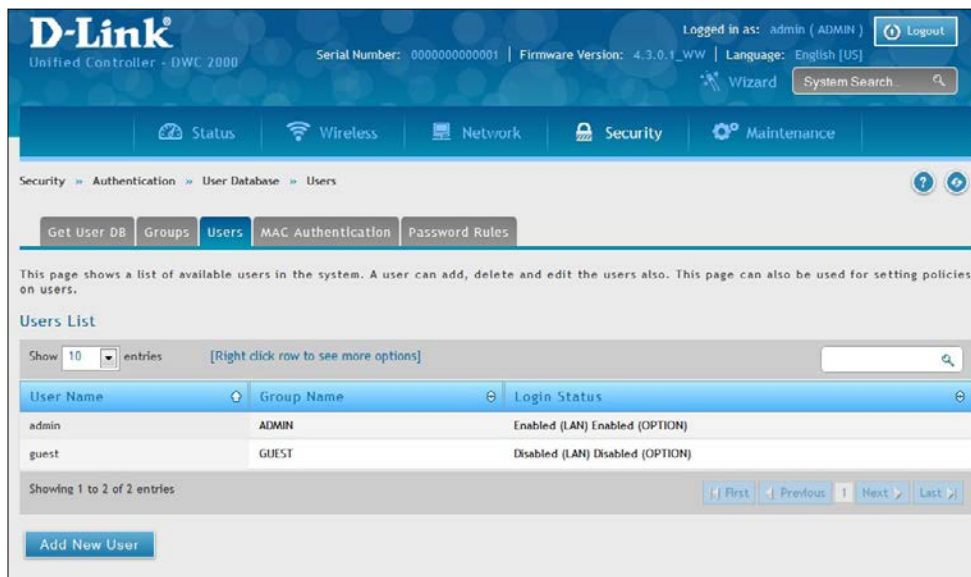 D-Link
Unified Controller - DWC 2000
Logged in as: admin ( ADMIN ) Logout
Serial Number: 0000000000001 | Firmware Version: 4.3.0.1_WW | Language: English [US]
Wizard System Search..
Status Wireless Network Security Maintenance
Security » Authentication » User Database » Users
Get User DB Groups Users MAC Authentication Password Rules
This page shows a list of available users in the system. A user can add, delete and edit the users also. This page can also be used for setting policies
on users.
Users List
Show 10 entries [Right click row to see more options]
User Name Group Name Login Status
admin ADMIN Enabled (LAN) Enabled (OPTION)
guest GUEST Disabled (LAN) Disabled (OPTION)
Showing 1 to 2 of 2 entries First Previous 1 Next Last
Add New User